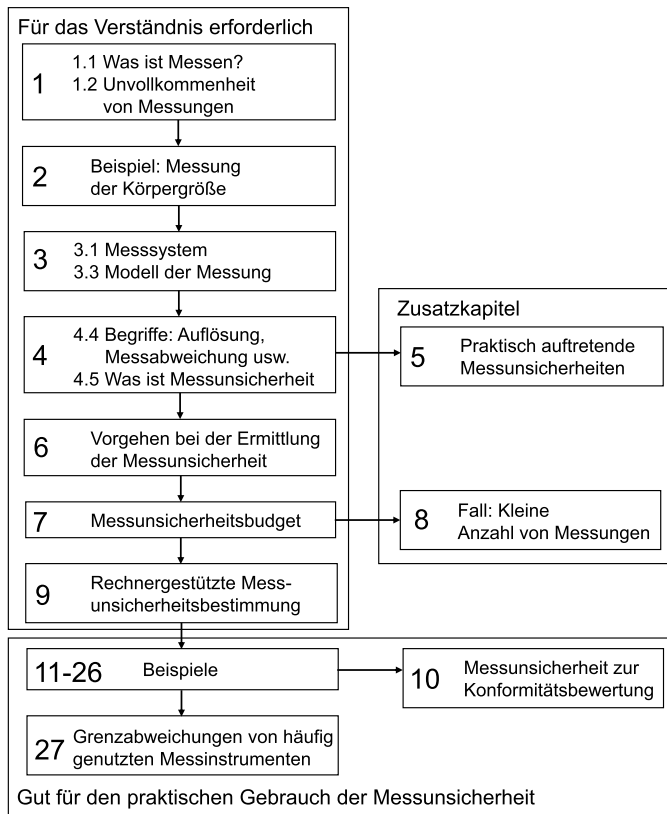 Für das Verständnis erforderlich
1
1.1 Was ist Messen?
1.2 Unvollkommenheit
von Messungen
2
Beispiel: Messung
der Körpergröße
3
3.1 Messsystem
3.3 Modell der Messung
4
4.4 Begriffe: Auflösung,
Messabweichung usw.
4.5 Was ist Messunsicherheit
Zusatzkapitel
5
Praktisch auftretende
Messunsicherheiten
6
Vorgehen bei der Ermittlung
der Messunsicherheit
7
Messunsicherheitsbudget
8
Fall: Kleine
Anzahl von Messungen
9
Rechnergestützte Mess-
unsicherheitsbestimmung
11-26
Beispiele
10
Messunsicherheit zur
Konformitätsbewertung
27
Grenzabweichungen von häufig
genutzten Messinstrumenten
Gut für den praktischen Gebrauch der Messunsicherheit